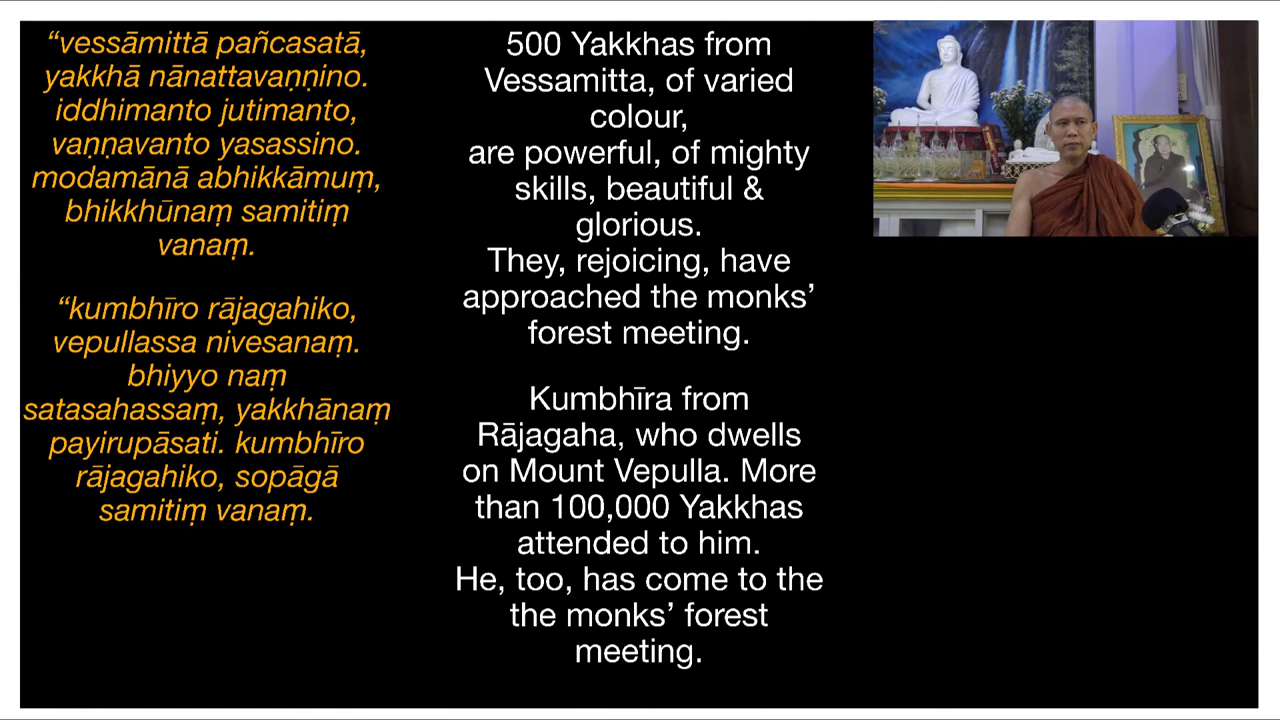 “vessāmittā pañcasatā,
yakkhā nānattavaṇṇino.
iddhimanto jutimanto,
vaṇṇavanto yasassino.
modamānā abhikkāmuṃ,
bhikkhūnaṃ samitiṃ
vanaṃ.
“kumbhīro rājagahiko,
vepullassa nivesanaṃ.
bhiyyo naṃ
satasahassaṃ, yakkhānaṃ
payirupāsati. kumbhīro
rājagahiko, sopāgā
samitiṃ vanaṃ.
500 Yakkhas from
Vessamitta, of varied
colour,
are powerful, of mighty
skills, beautiful &
glorious.
They, rejoicing, have
approached the monks’
forest meeting.
Kumbhīra from
Rājagaha, who dwells
on Mount Vepulla. More
than 100,000 Yakkhas
attended to him.
He, too, has come to the
the monks’ forest
meeting.